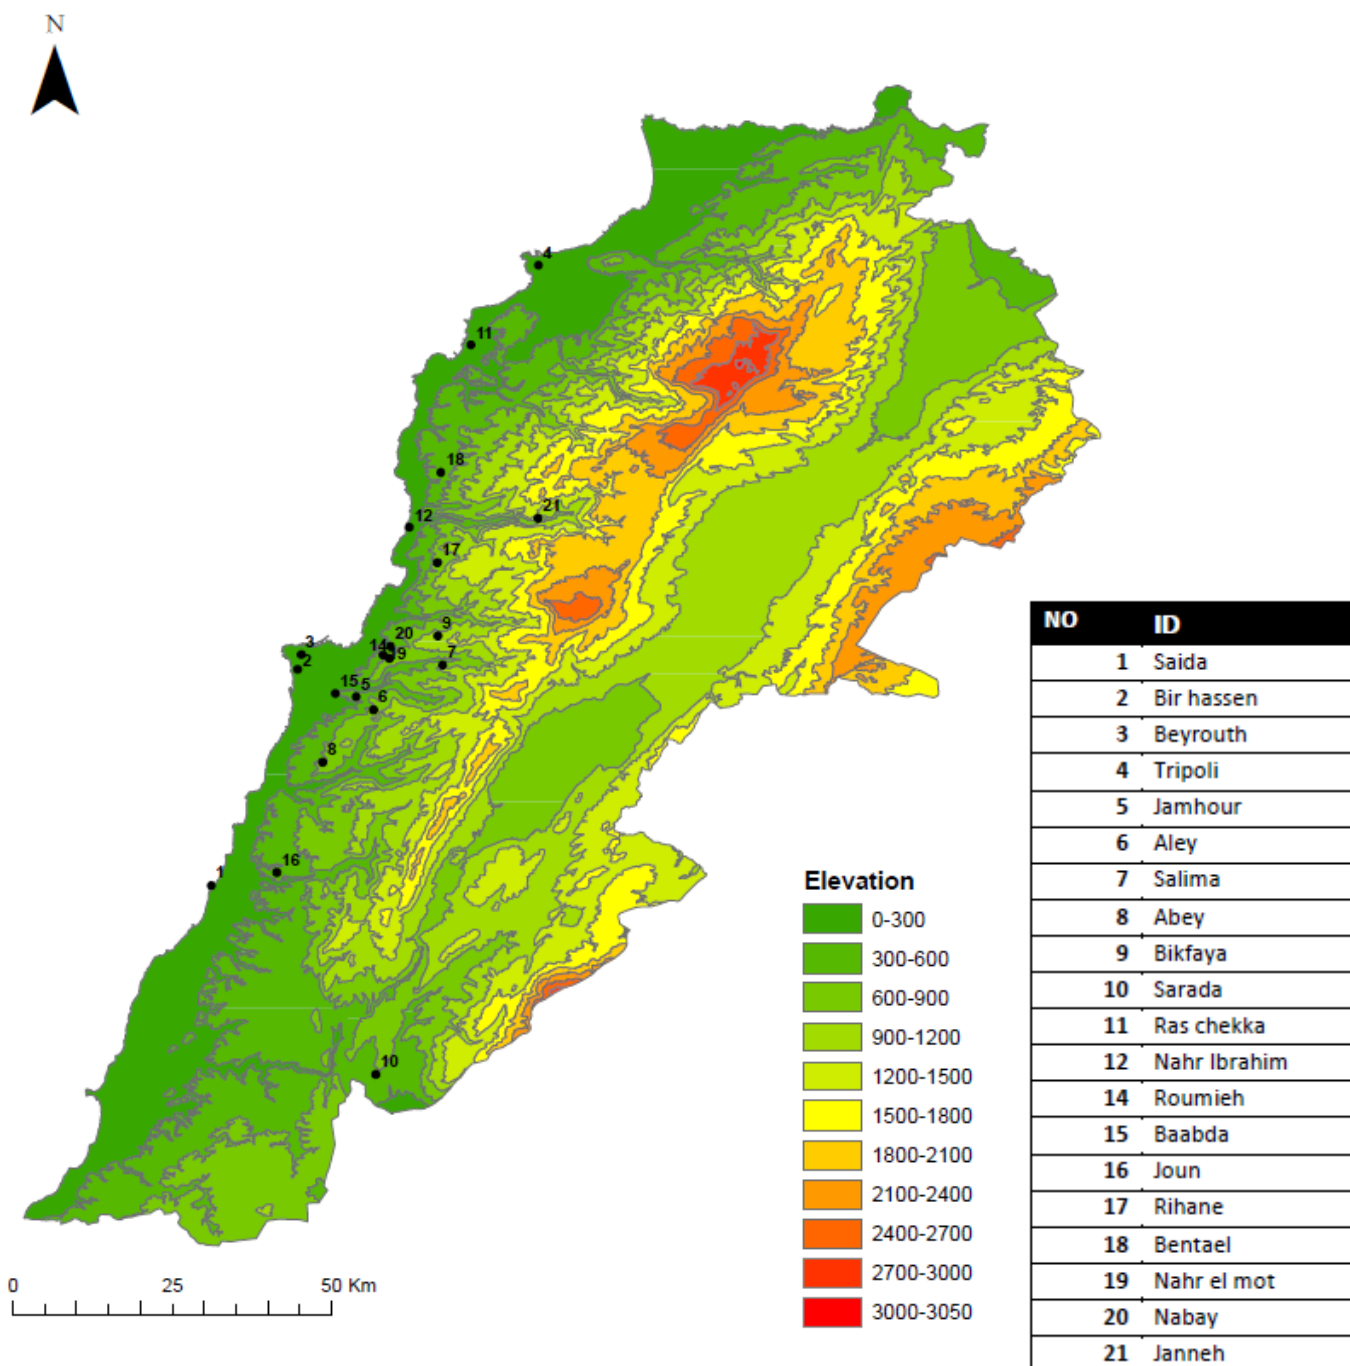 N
4
11
18
21
12
17
9
20
14
9
3
2
7
15
5
6
8
16
1
10
0 25 50 Km
Elevation
0-300
300-600
600-900
900-1200
1200-1500
1500-1800
1800-2100
2100-2400
2400-2700
2700-3000
3000-3050
NO ID
1 Saida
2 Bir hassen
3 Beyrouth
4 Tripoli
5 Jamhour
6 Aley
7 Salima
8 Abey
9 Bikfaya
10 Sarada
11 Ras chekka
12 Nahr Ibrahim
14 Roumieh
15 Baabda
16 Joun
17 Rihane
18 Bentael
19 Nahr el mot
20 Nabay
21 Janneh